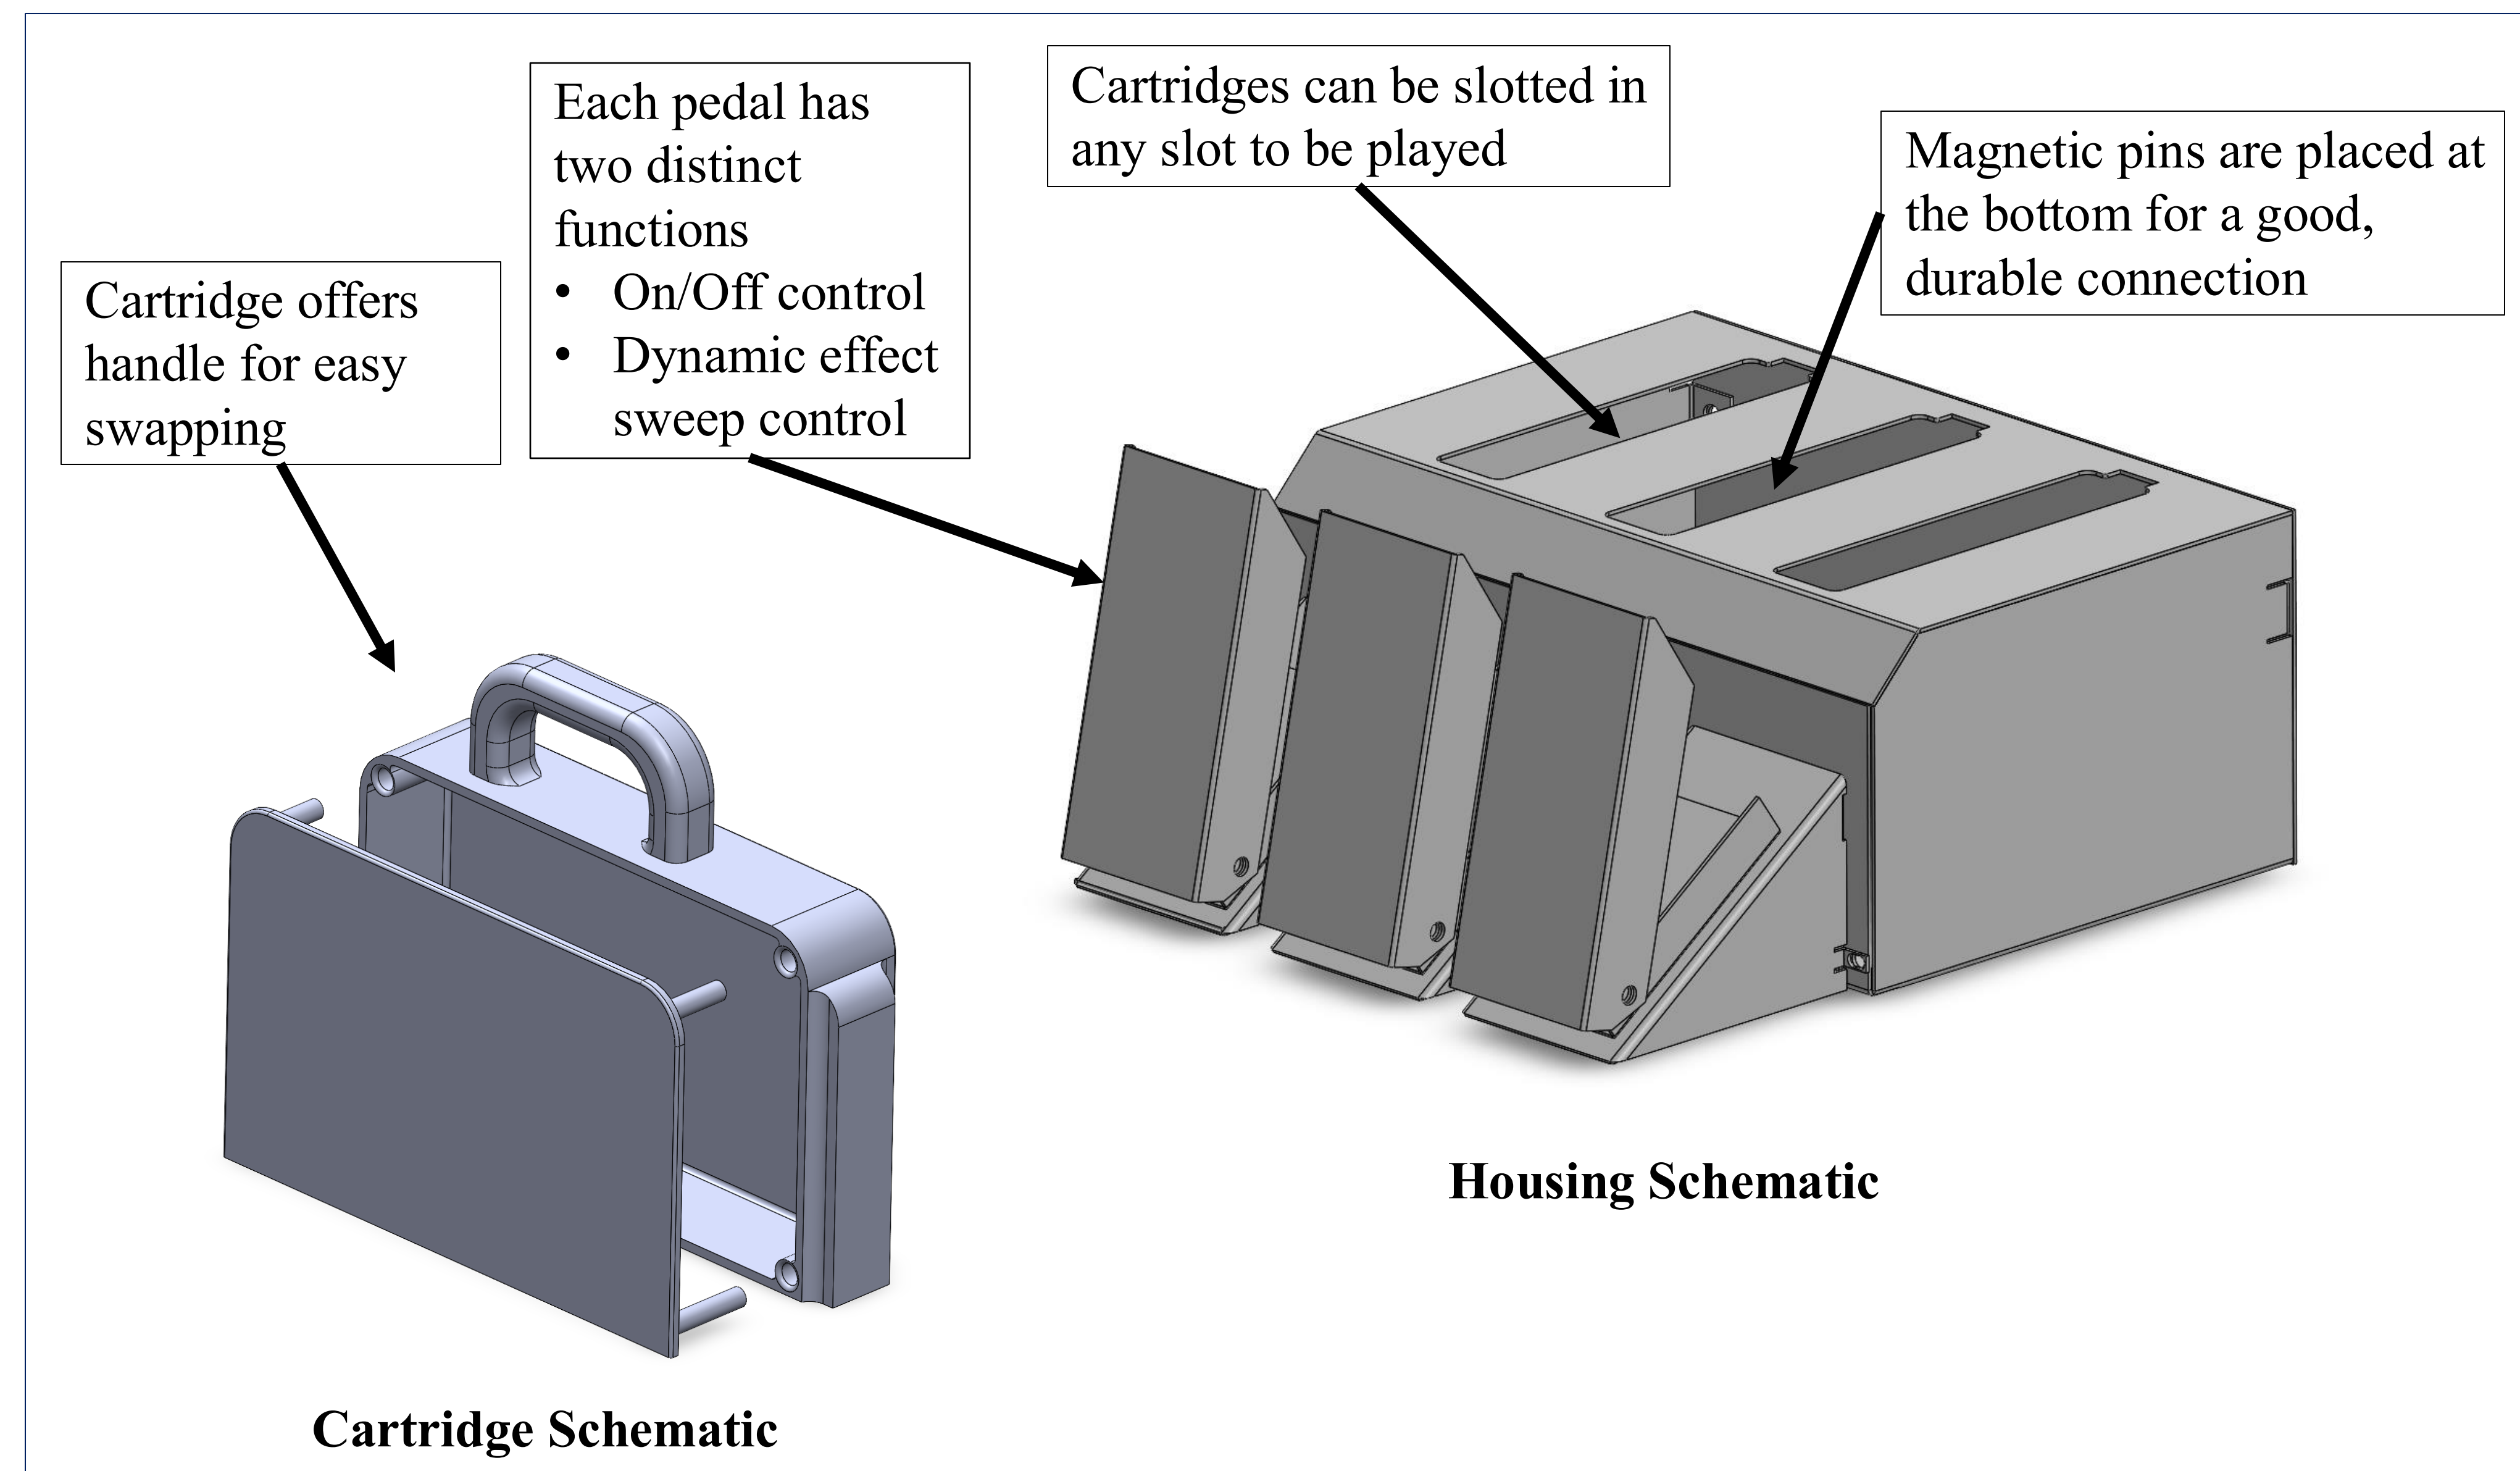 Cartridge offers
handle for easy
swapping
Each pedal has
two distinct
functions
• On/Off control
• Dynamic effect
sweep control
Cartridges can be slotted in
any slot to be played
Magnetic pins are placed at
the bottom for a good,
durable connection
Housing Schematic
Cartridge Schematic